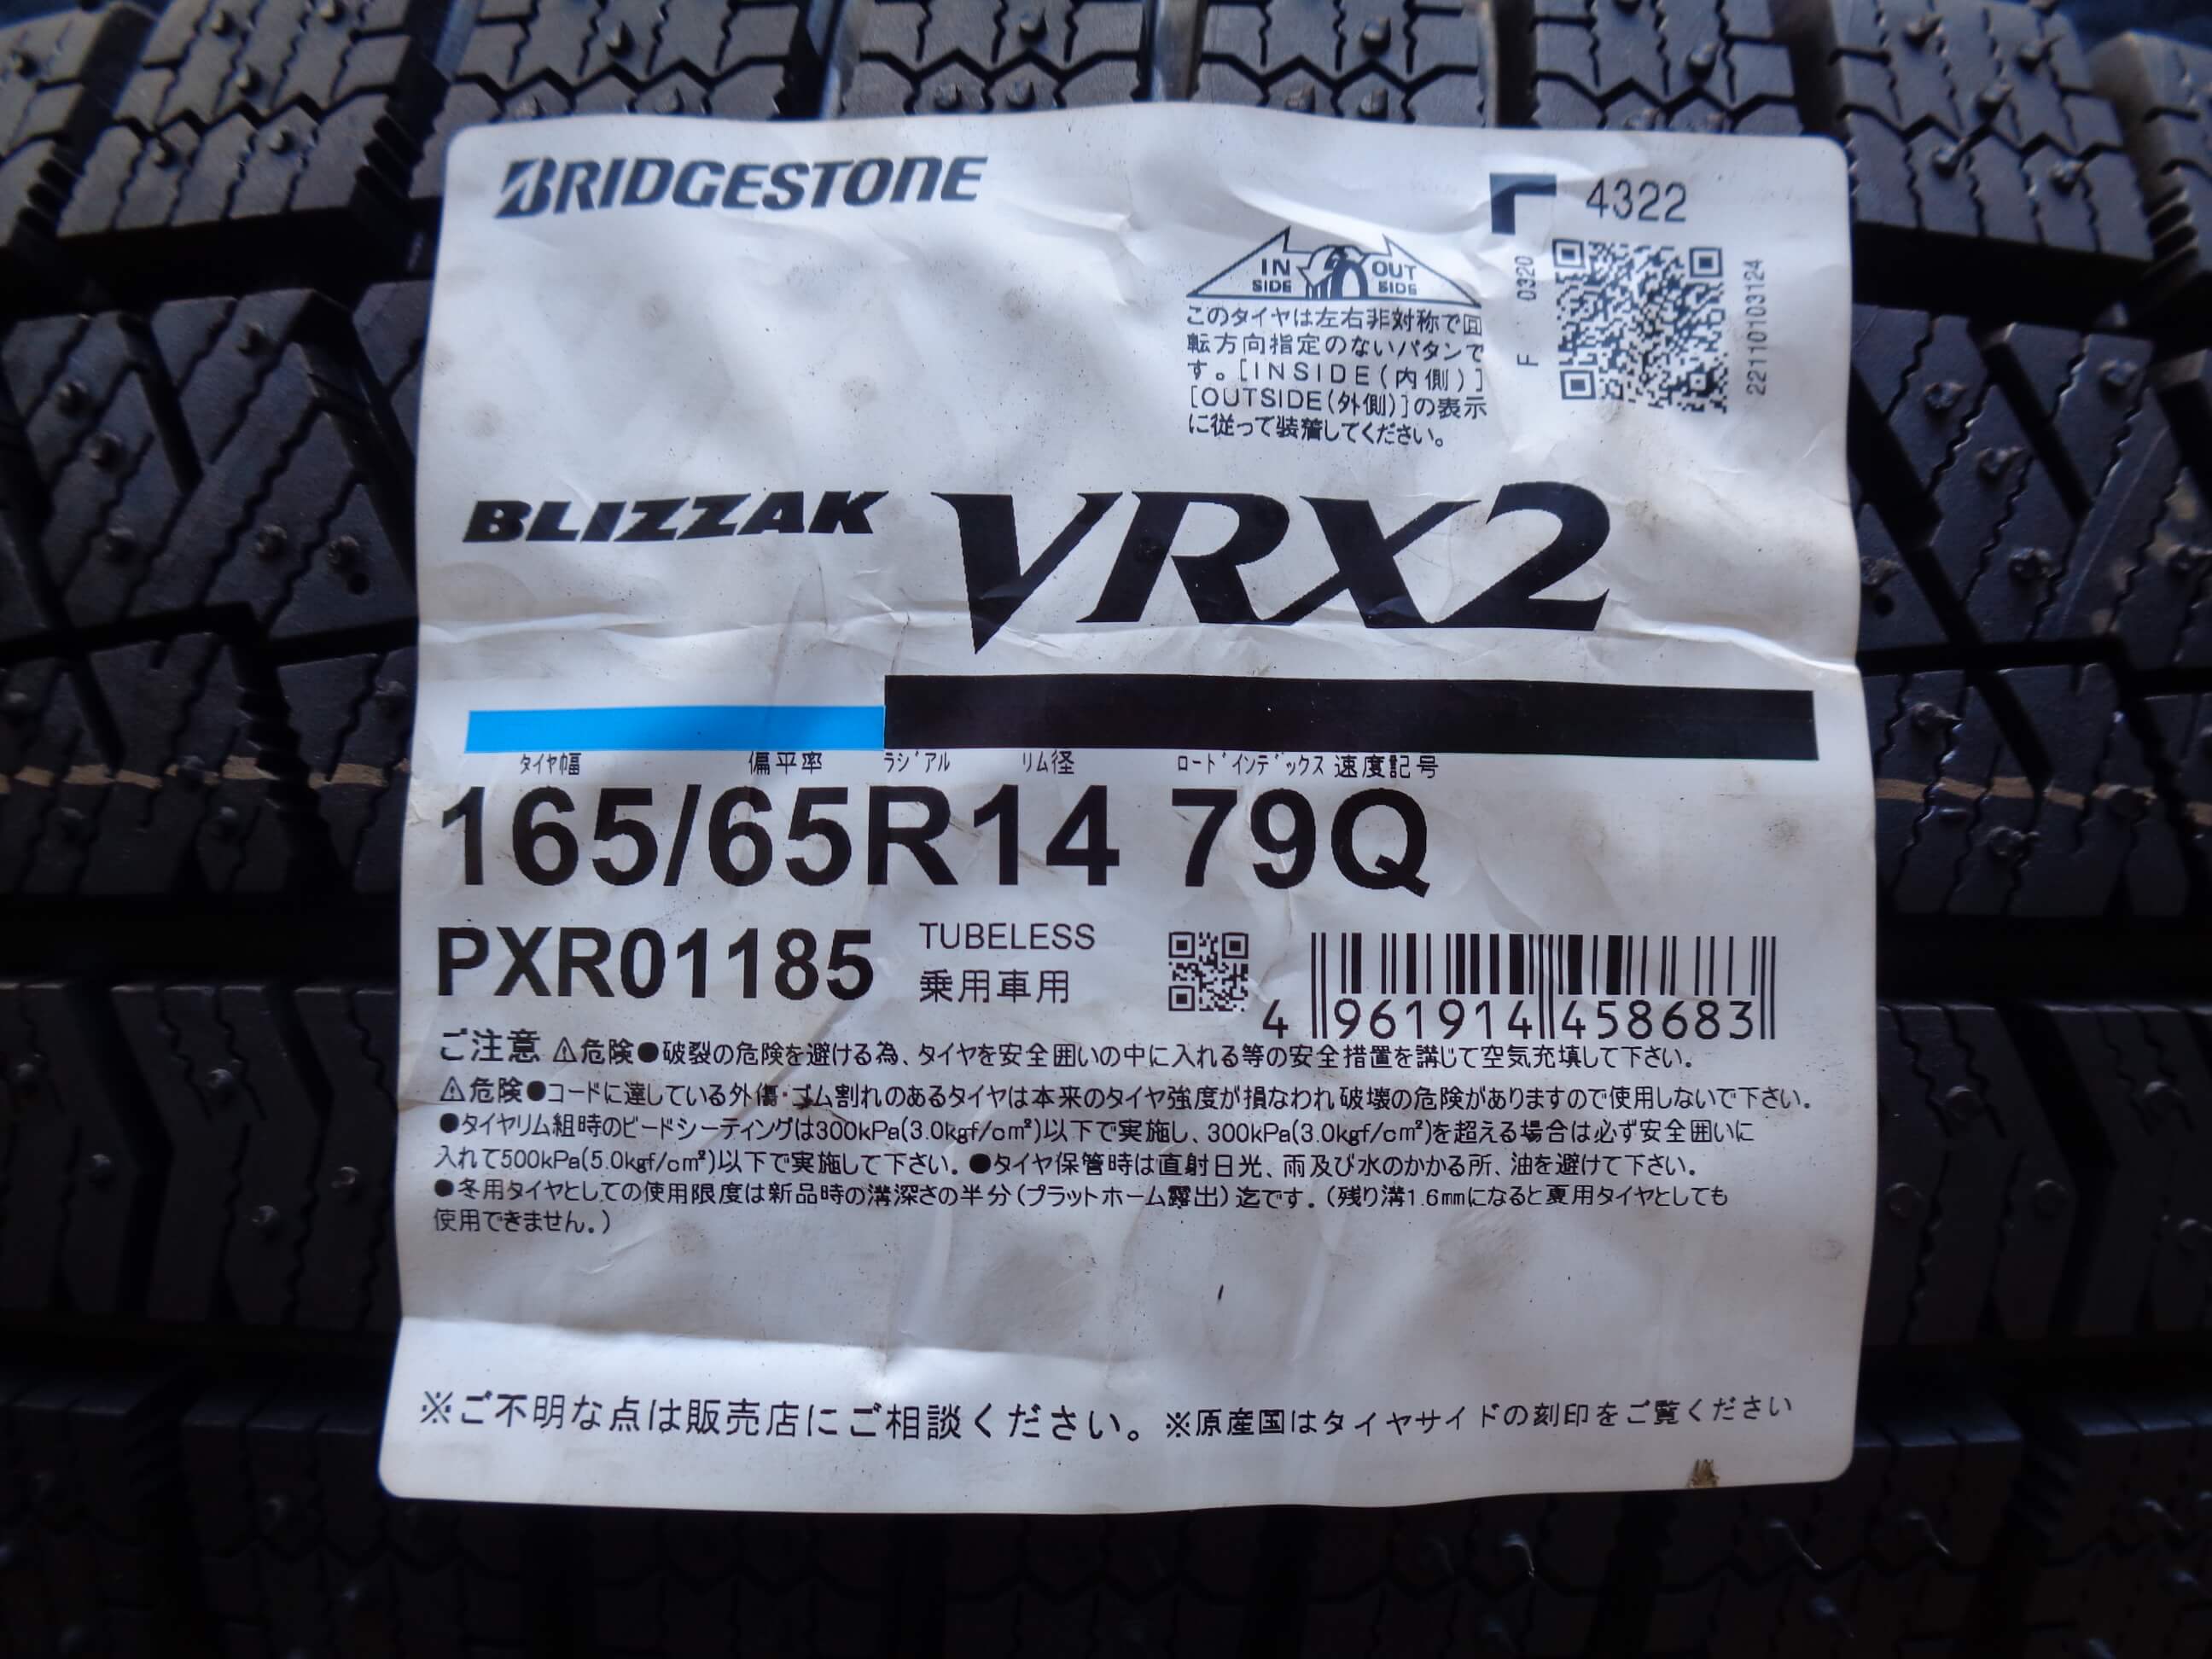 BRIDGESTONE
4322
IN SIDE
OUT SIDE
F 0320
221101103124
このタイヤは左右非対称で回
転方向指定のないパタンで
す。[INSIDE(内側)]
[OUTSIDE(外側)]の表示
に従って装着してください。
BLIZZAK VRX2
タイヤ幅 偏平率 ラジアル リム径 ロードインデックス 速度記号
165/65R14 79Q
PXR01185
TUBELESS
乗用車用
4 961914 458683
ご注意 ⚠危険●破裂の危険を避ける為、タイヤを安全囲いの中に入れる等の安全措置を講じて空気充填して下さい。
⚠危険●コードに達している外傷・ゴム割れのあるタイヤは本来のタイヤ強度が損なわれ破壊の危険がありますので使用しないで下さい。
●タイヤリム組時のビードシーティングは300kPa(3.0kgf/cm²)以下で実施し、300kPa(3.0kgf/cm²)を超える場合は必ず安全囲いに
入れて500kPa(5.0kgf/cm²)以下で実施して下さい。●タイヤ保管時は直射日光、雨及び水のかかる所、油を避けて下さい。
●冬用タイヤとしての使用限度は新品時の溝深さの半分(プラットホーム露出)迄です。(残り溝1.6mmになると夏用タイヤとしても
使用できません。)
※ご不明な点は販売店にご相談ください。※原産国はタイヤサイドの刻印をご覧ください